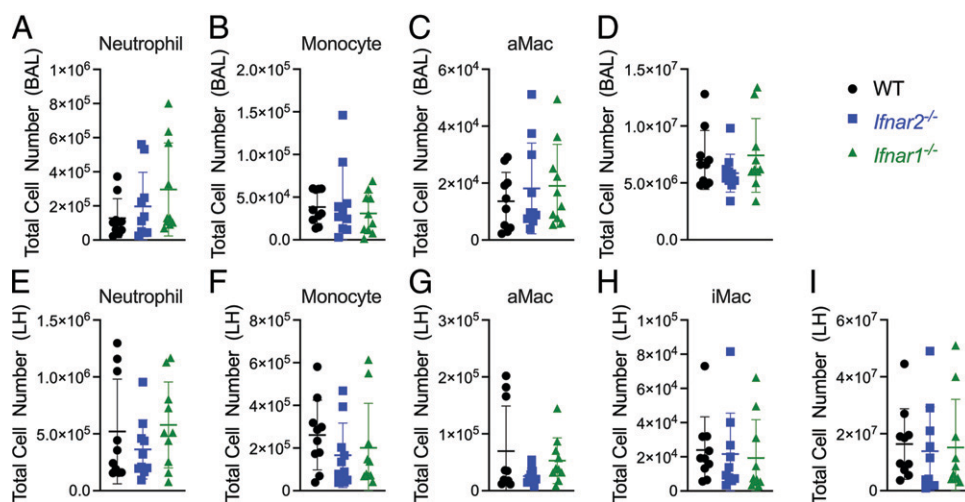 A
Neutrophil
Total Cell Number (BAL)
1×10⁶
8×10⁵
6×10⁵
4×10⁵
2×10⁵
0
B
Monocyte
Total Cell Number (BAL)
2.0×10⁵
1.5×10⁵
1.0×10⁵
5.0×10⁴
0.0
C
aMac
Total Cell Number (BAL)
6×10⁴
4×10⁴
2×10⁴
0
D
Total Cell Number (BAL)
1.5×10⁷
1.0×10⁷
5.0×10⁶
0.0
WT
Ifnar2⁻/⁻
Ifnar1⁻/⁻
E
Neutrophil
Total Cell Number (LH)
1.5×10⁶
1.0×10⁶
5.0×10⁵
0.0
F
Monocyte
Total Cell Number (LH)
8×10⁵
6×10⁵
4×10⁵
2×10⁵
0
G
aMac
Total Cell Number (LH)
3×10⁵
2×10⁵
1×10⁵
0
H
iMac
Total Cell Number (LH)
1×10⁵
8×10⁴
6×10⁴
4×10⁴
2×10⁴
0
I
Total Cell Number (LH)
6×10⁷
4×10⁷
2×10⁷
0